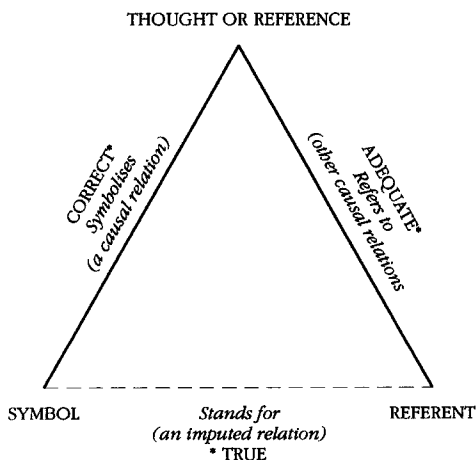 THOUGHT OR REFERENCE
CORRECT*
Symbolises
(a causal relation)
ADEQUATE*
Refers to
(other causal relations
SYMBOL
Stands for
(an imputed relation)
* TRUE
REFERENT